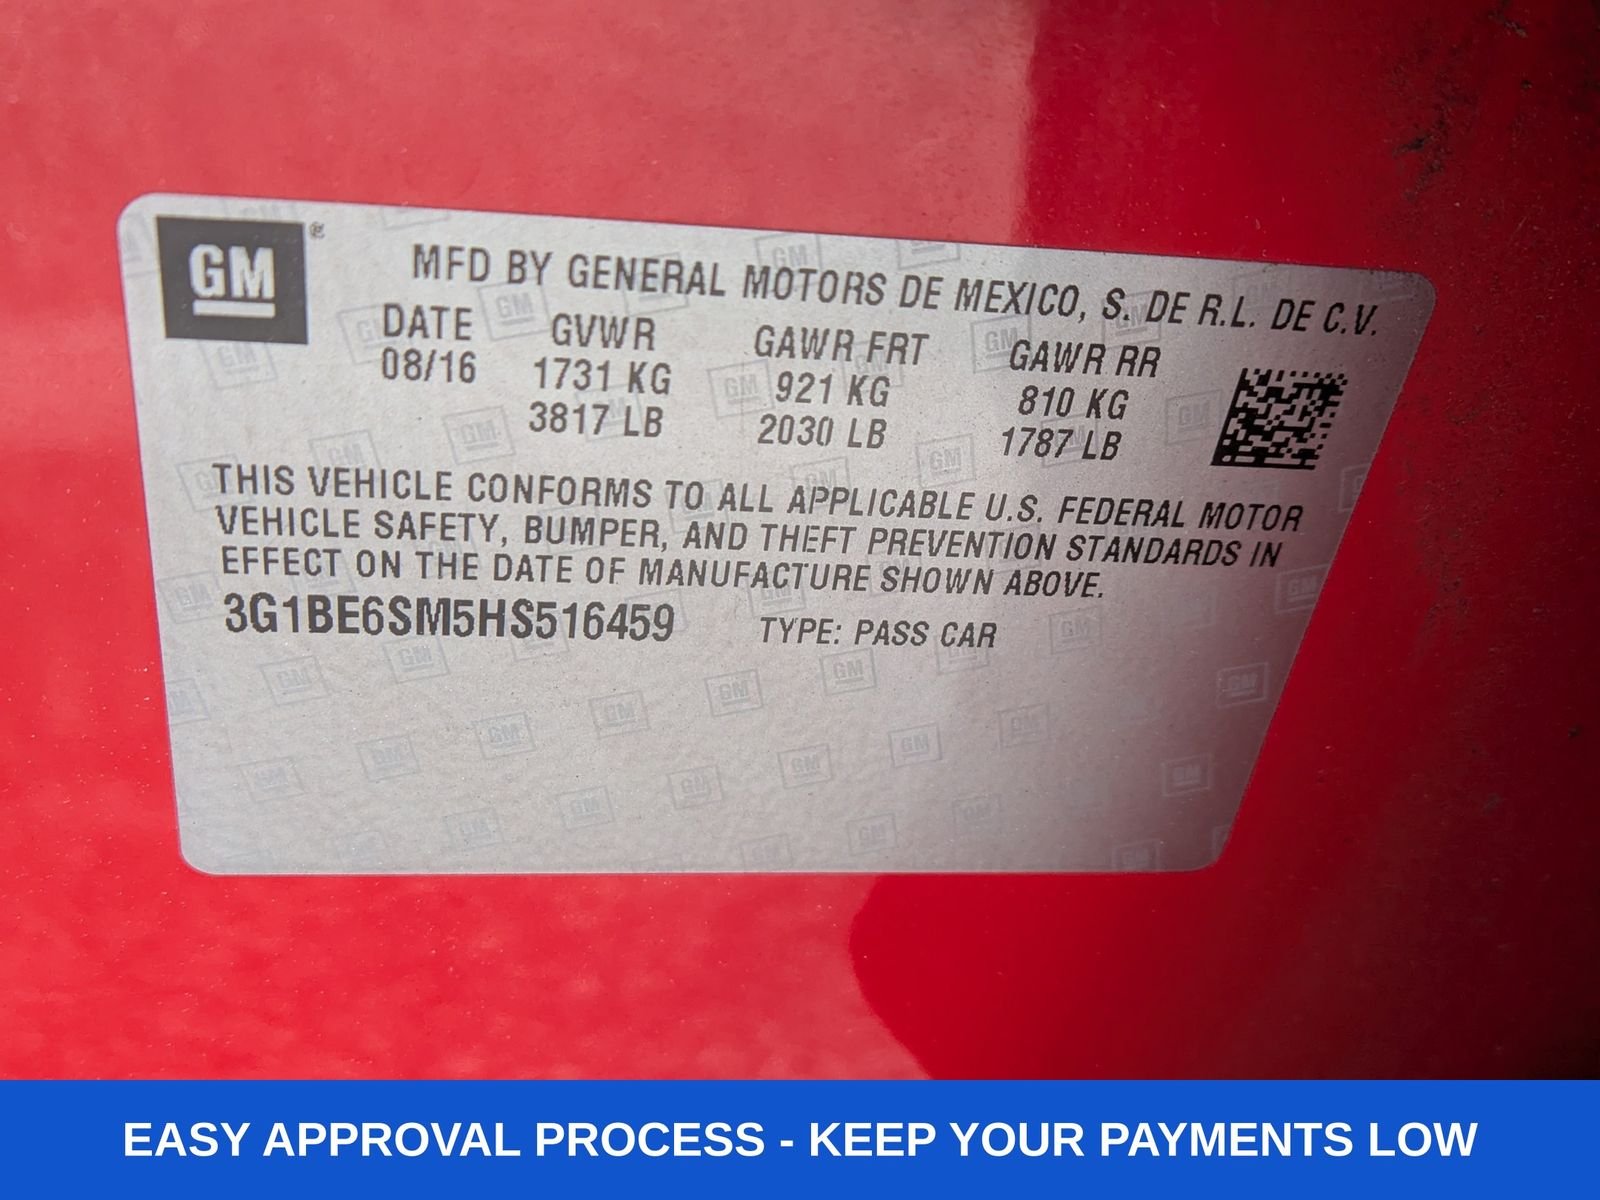 GM ®
MFD BY GENERAL MOTORS DE MEXICO, S. DE R.L. DE C.V.
DATE GVWR GAWR FRT GAWR RR
08/16 1731 KG 921 KG 810 KG
3817 LB 2030 LB 1787 LB
THIS VEHICLE CONFORMS TO ALL APPLICABLE U.S. FEDERAL MOTOR
VEHICLE SAFETY, BUMPER, AND THEFT PREVENTION STANDARDS IN
EFFECT ON THE DATE OF MANUFACTURE SHOWN ABOVE.
3G1BE6SM5HS516459 TYPE: PASS CAR
EASY APPROVAL PROCESS - KEEP YOUR PAYMENTS LOW